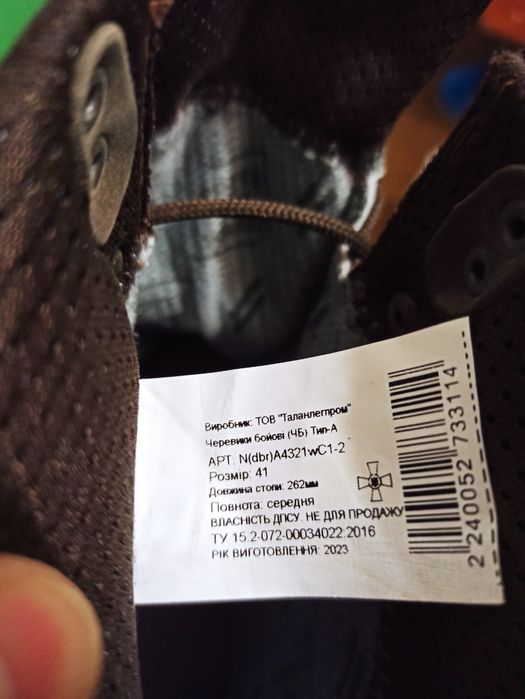 Виробник: ТОВ "Таланлегпром"
Черевики бойові (ЧБ) Тип-А
АРТ: N(dbr)A4321wC1-2
Розмір: 41
Довжина стопи: 262мм
Повнота: середня
ВЛАСНІСТЬ ДПСУ. НЕ ДЛЯ ПРОДАЖУ
ТУ 15.2-072-00034022:2016
РІК ВИГОТОВЛЕННЯ: 2023
2 240052 733114